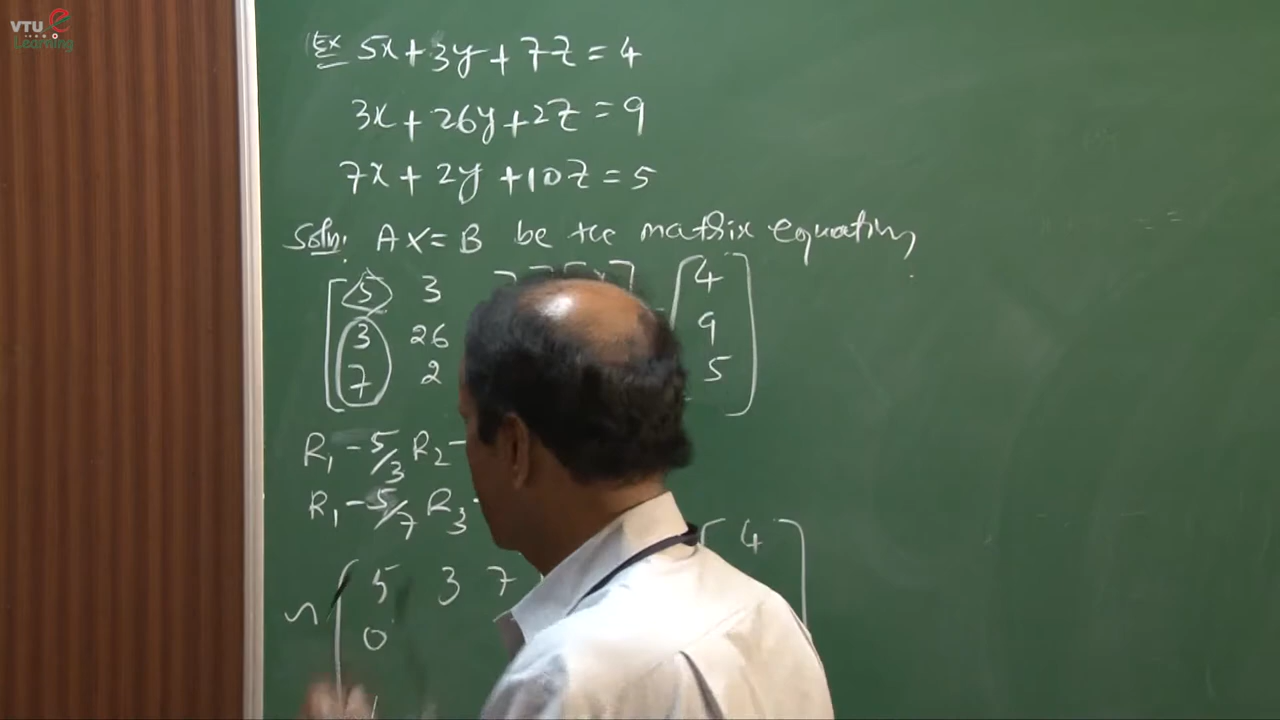 VTU e
Learning
Ex 5x+3y+7z=4
3x+26y+2z=9
7x+2y+10z=5
Soln: AX=B be the matrix equation,
5 3 7 4
3 26 9
7 2 5
R₁-5/3 R₂-
R₁-5/7 R₃-
~ 5 3 7 4
0